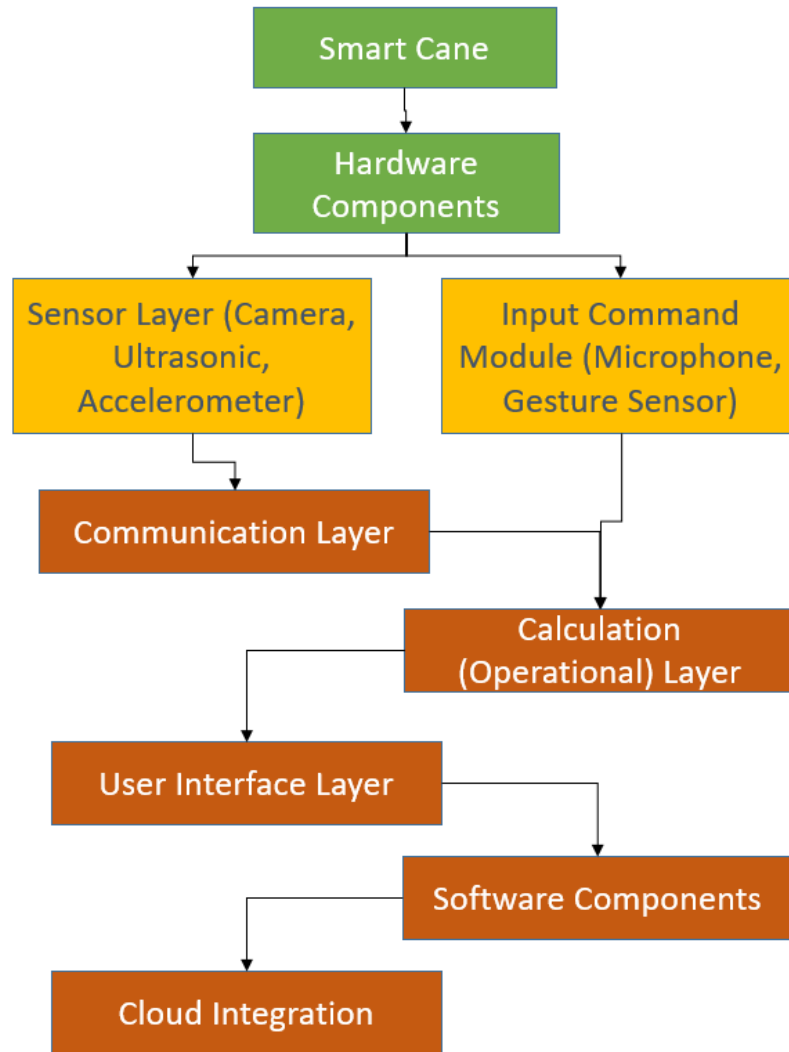 Smart Cane
Hardware
Components
Sensor Layer (Camera,
Ultrasonic,
Accelerometer)
Input Command
Module (Microphone,
Gesture Sensor)
Communication Layer
Calculation
(Operational) Layer
User Interface Layer
Software Components
Cloud Integration